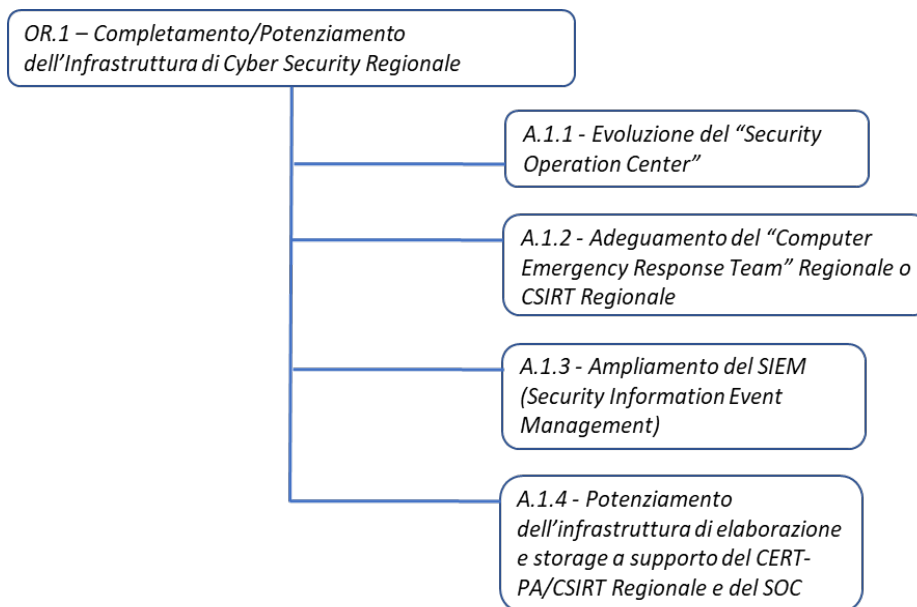 OR.1 – Completamento/Potenziamento
dell’Infrastruttura di Cyber Security Regionale
A.1.1 - Evoluzione del “Security
Operation Center”
A.1.2 - Adeguamento del “Computer
Emergency Response Team” Regionale o
CSIRT Regionale
A.1.3 - Ampliamento del SIEM
(Security Information Event
Management)
A.1.4 - Potenziamento
dell’infrastruttura di elaborazione
e storage a supporto del CERT-
PA/CSIRT Regionale e del SOC